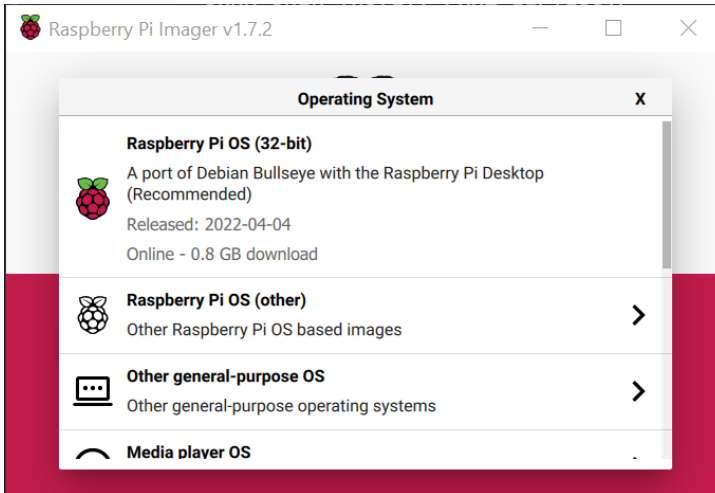 Raspberry Pi Imager v1.7.2
Operating System
X
Raspberry Pi OS (32-bit)
A port of Debian Bullseye with the Raspberry Pi Desktop
(Recommended)
Released: 2022-04-04
Online - 0.8 GB download
Raspberry Pi OS (other)
Other Raspberry Pi OS based images
Other general-purpose OS
Other general-purpose operating systems
Media player OS